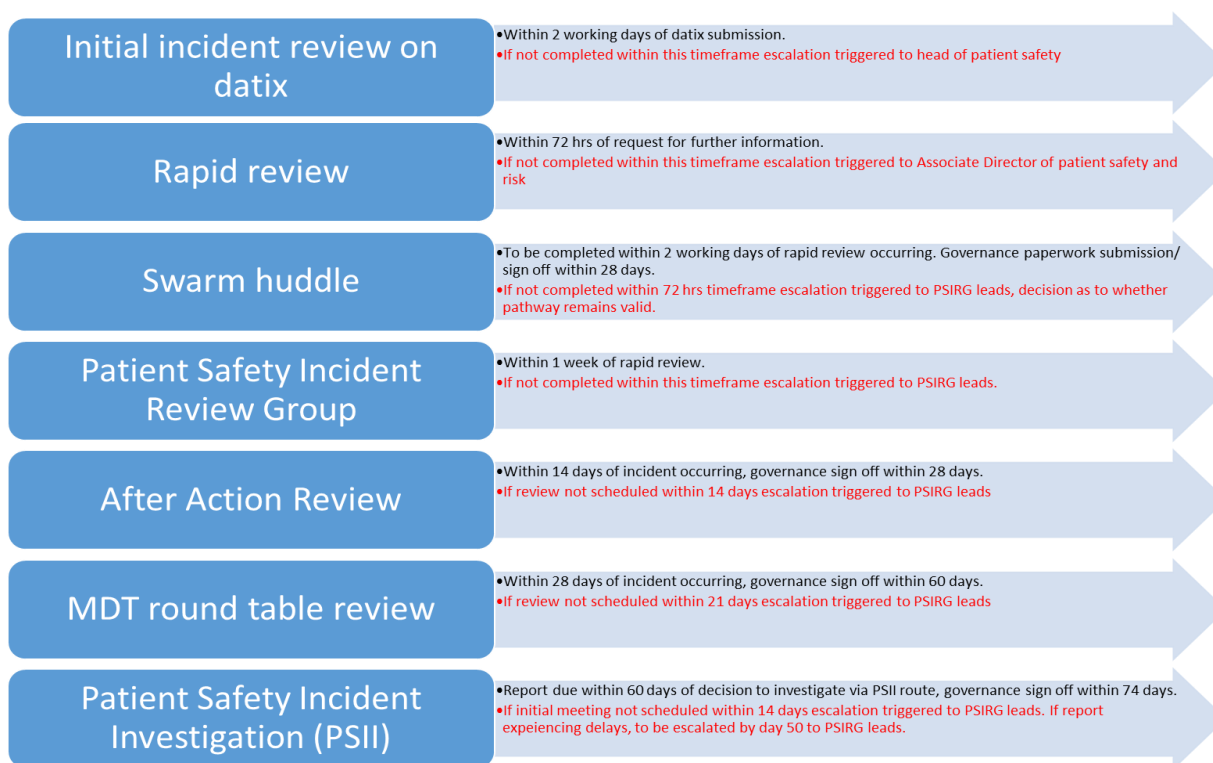 Initial incident review on
datix
•Within 2 working days of datix submission.
•If not completed within this timeframe escalation triggered to head of patient safety
Rapid review
•Within 72 hrs of request for further information.
•If not completed within this timeframe escalation triggered to Associate Director of patient safety and
risk
Swarm huddle
•To be completed within 2 working days of rapid review occurring. Governance paperwork submission/
sign off within 28 days.
•If not completed within 72 hrs timeframe escalation triggered to PSIRG leads, decision as to whether
pathway remains valid.
Patient Safety Incident
Review Group
•Within 1 week of rapid review.
•If not completed within this timeframe escalation triggered to PSIRG leads.
After Action Review
•Within 14 days of incident occurring, governance sign off within 28 days.
•If review not scheduled within 14 days escalation triggered to PSIRG leads
MDT round table review
•Within 28 days of incident occurring, governance sign off within 60 days.
•If review not scheduled within 21 days escalation triggered to PSIRG leads
Patient Safety Incident
Investigation (PSII)
•Report due within 60 days of decision to investigate via PSII route, governance sign off within 74 days.
•If initial meeting not scheduled within 14 days escalation triggered to PSIRG leads. If report
expeiencing delays, to be escalated by day 50 to PSIRG leads.